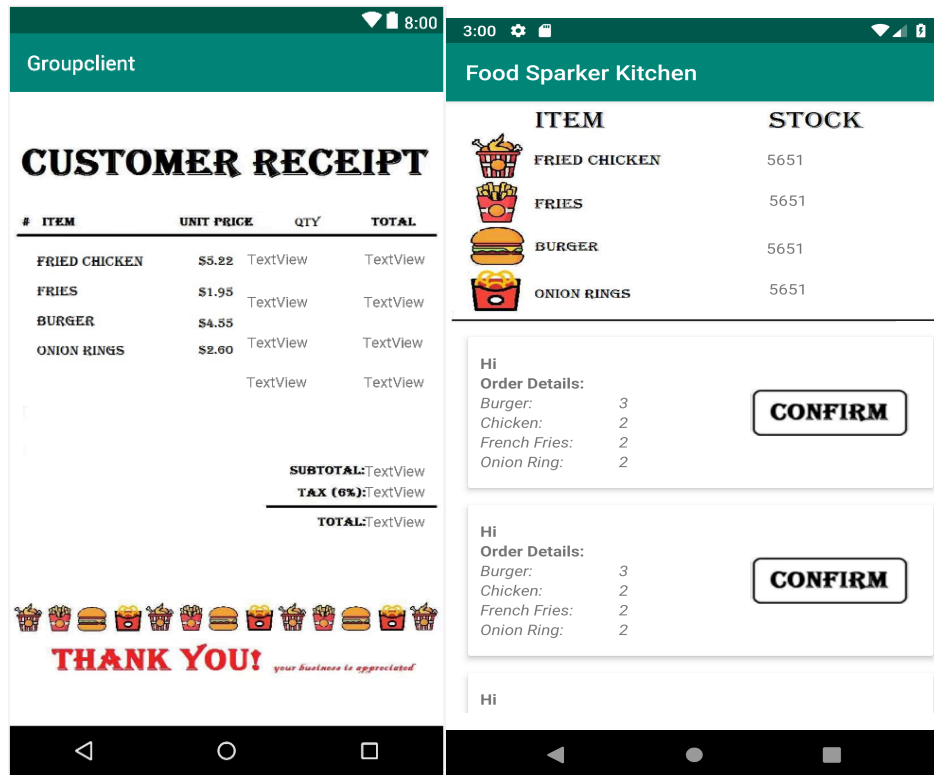 8:00
Groupclient
CUSTOMER RECEIPT
# ITEM UNIT PRICE QTY TOTAL
FRIED CHICKEN $5.22 TextView TextView
FRIES $1.95 TextView TextView
BURGER $4.55 TextView TextView
ONION RINGS $2.60 TextView TextView
SUBTOTAL:TextView
TAX (6%):TextView
TOTAL:TextView
THANK YOU! your business is appreciated
3:00
Food Sparker Kitchen
ITEM STOCK
FRIED CHICKEN 5651
FRIES 5651
BURGER 5651
ONION RINGS 5651
Hi
Order Details:
Burger: 3
Chicken: 2
French Fries: 2
Onion Ring: 2
CONFIRM
Hi
Order Details:
Burger: 3
Chicken: 2
French Fries: 2
Onion Ring: 2
CONFIRM
Hi